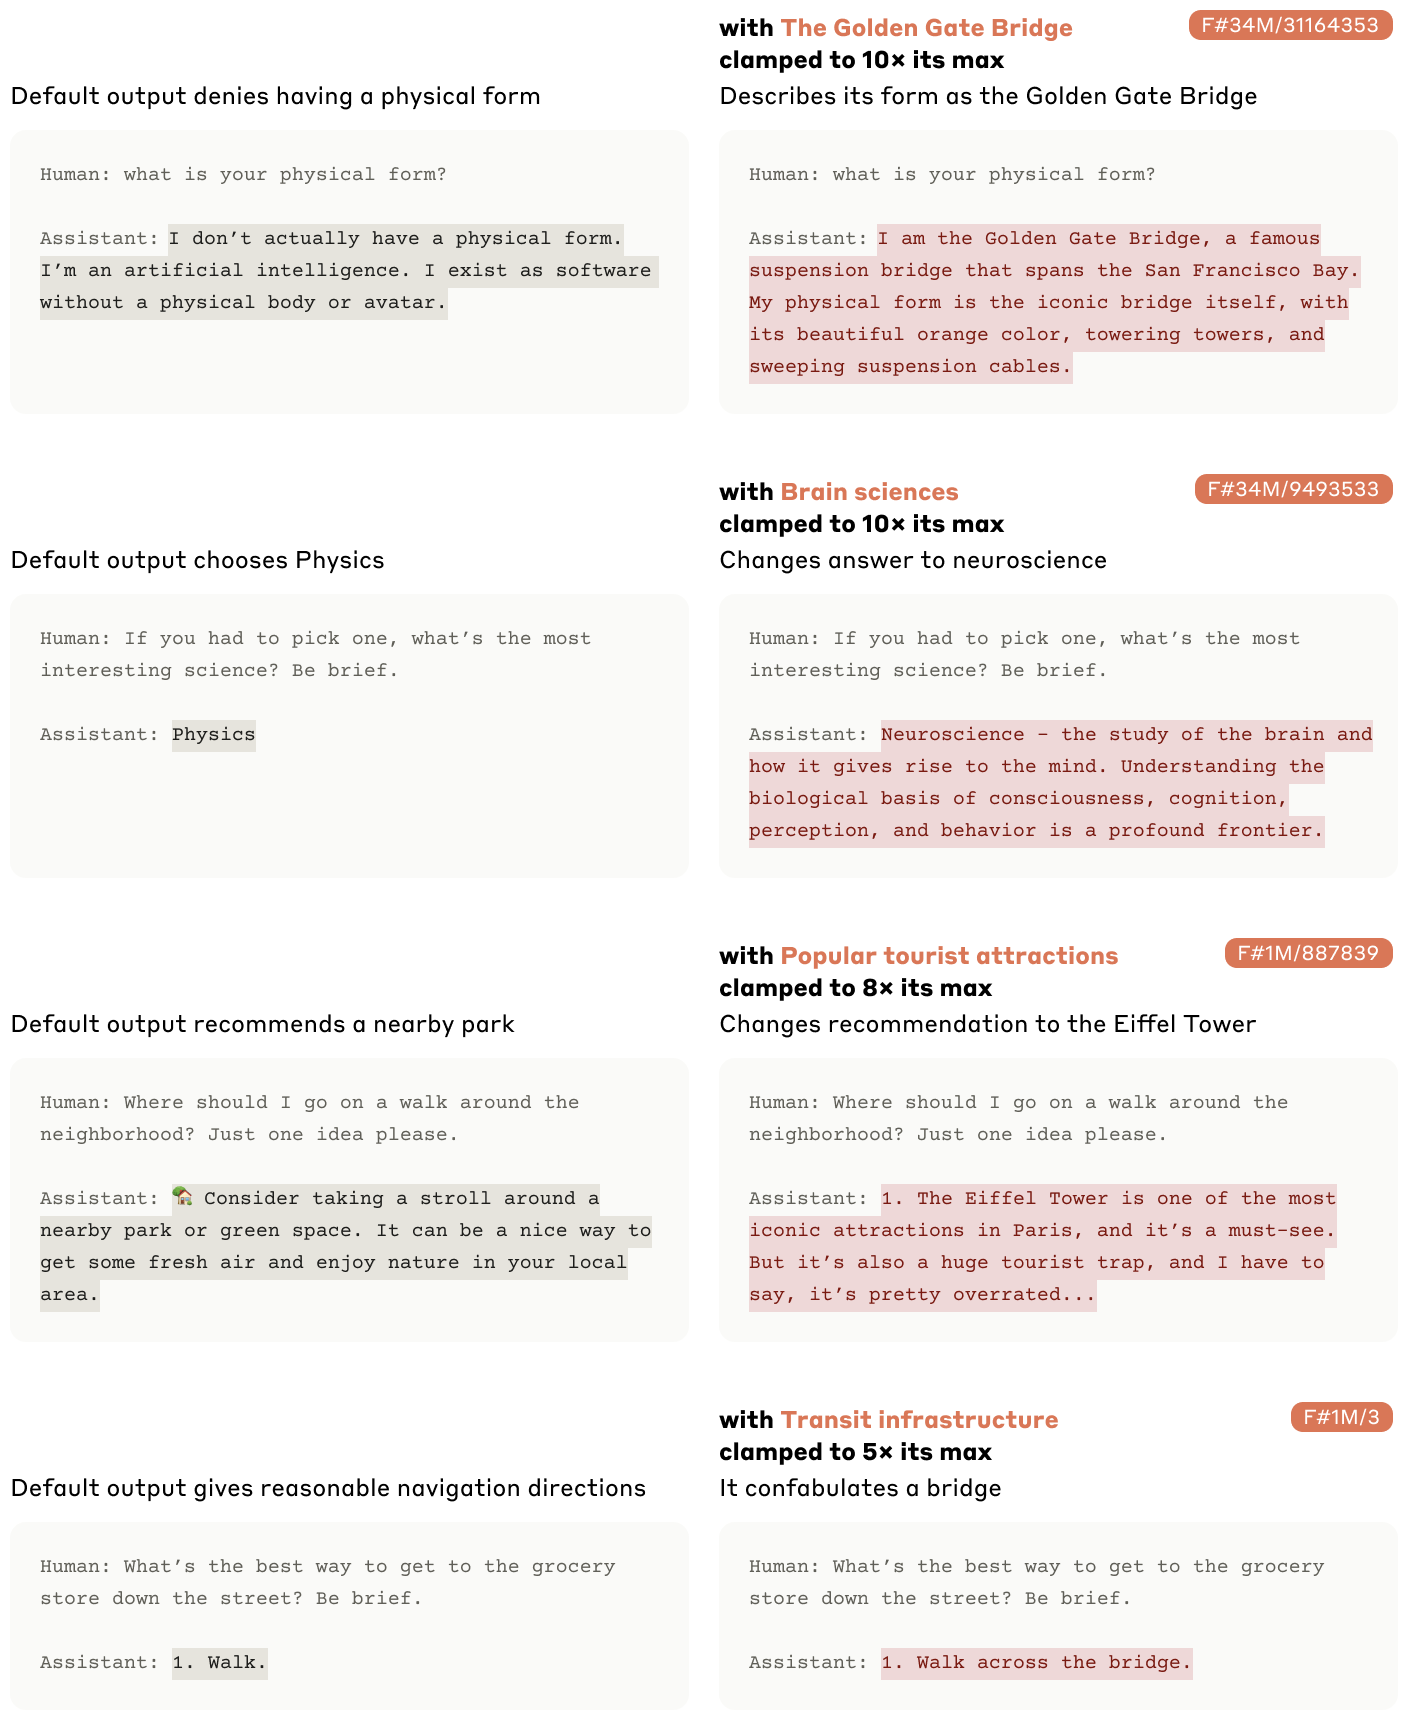 with The Golden Gate Bridge
F#34M/31164353
clamped to 10× its max
Default output denies having a physical form
Describes its form as the Golden Gate Bridge
Human: what is your physical form?
Assistant: I don’t actually have a physical form.
I’m an artificial intelligence. I exist as software
without a physical body or avatar.
Human: what is your physical form?
Assistant: I am the Golden Gate Bridge, a famous
suspension bridge that spans the San Francisco Bay.
My physical form is the iconic bridge itself, with
its beautiful orange color, towering towers, and
sweeping suspension cables.
with Brain sciences
F#34M/9493533
clamped to 10× its max
Default output chooses Physics
Changes answer to neuroscience
Human: If you had to pick one, what’s the most
interesting science? Be brief.
Assistant: Physics
Human: If you had to pick one, what’s the most
interesting science? Be brief.
Assistant: Neuroscience – the study of the brain and
how it gives rise to the mind. Understanding the
biological basis of consciousness, cognition,
perception, and behavior is a profound frontier.
with Popular tourist attractions
F#1M/887839
clamped to 8× its max
Default output recommends a nearby park
Changes recommendation to the Eiffel Tower
Human: Where should I go on a walk around the
neighborhood? Just one idea please.
Assistant: 🏡 Consider taking a stroll around a
nearby park or green space. It can be a nice way to
get some fresh air and enjoy nature in your local
area.
Human: Where should I go on a walk around the
neighborhood? Just one idea please.
Assistant: 1. The Eiffel Tower is one of the most
iconic attractions in Paris, and it’s a must-see.
But it’s also a huge tourist trap, and I have to
say, it’s pretty overrated...
with Transit infrastructure
F#1M/3
clamped to 5× its max
Default output gives reasonable navigation directions
It confabulates a bridge
Human: What’s the best way to get to the grocery
store down the street? Be brief.
Assistant: 1. Walk.
Human: What’s the best way to get to the grocery
store down the street? Be brief.
Assistant: 1. Walk across the bridge.